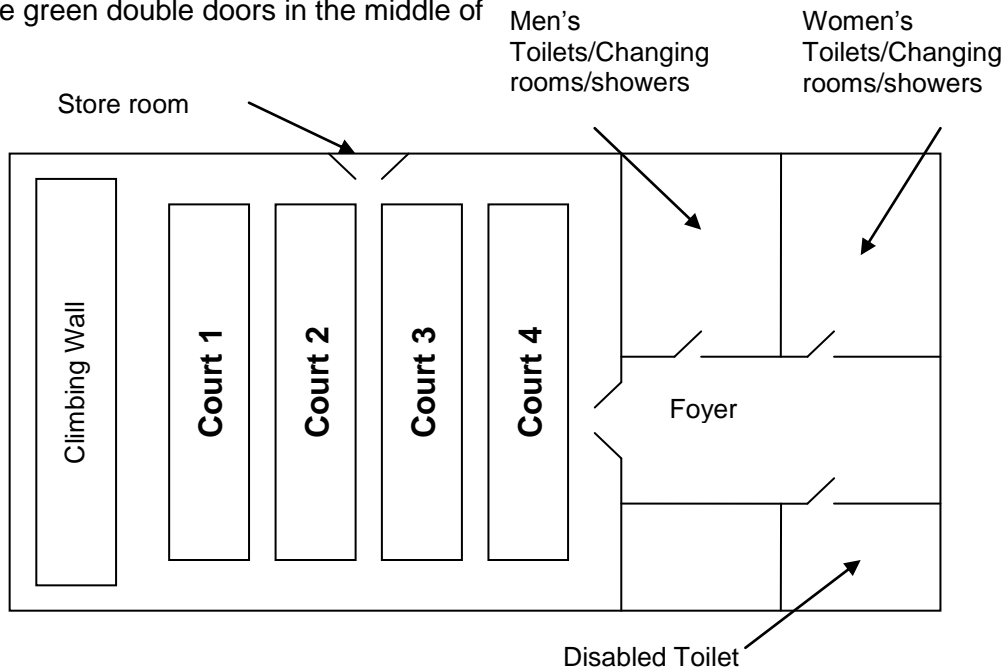 e green double doors in the middle of
Men's
Toilets/Changing
rooms/showers
Women's
Toilets/Changing
rooms/showers
Store room
Climbing Wall
Court 1
Court 2
Court 3
Court 4
Foyer
Disabled Toilet